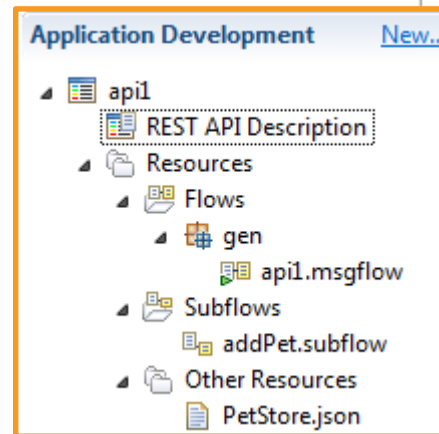 Application Development New..
api1
REST API Description
Resources
Flows
gen
api1.msgflow
Subflows
addPet.subflow
Other Resources
PetStore.json